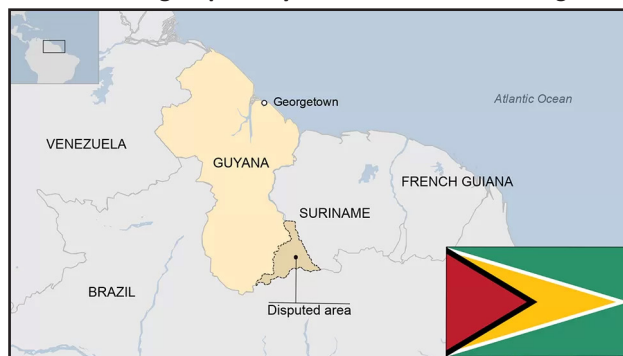 Georgetown
Atlantic Ocean
VENEZUELA
GUYANA
FRENCH GUIANA
SURINAME
BRAZIL
Disputed area